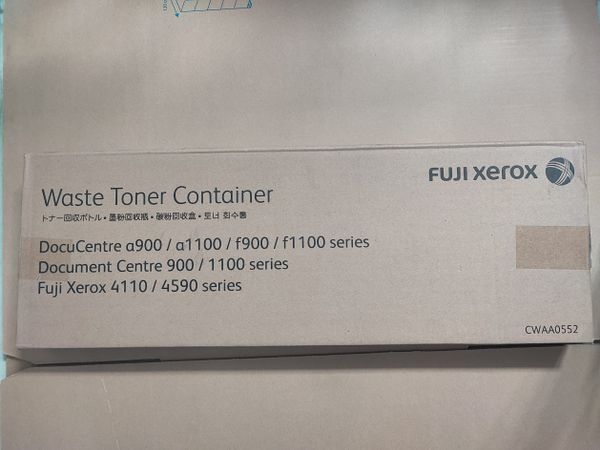 FUJI xerox
Waste Toner Container
トナー回収ボトル・墨粉回收瓶・碳粉回收盒・토너 회수통
DocuCentre α900 / α1100 / f900 / f1100 series
Document Centre 900 / 1100 series
Fuji Xerox 4110 / 4590 series
CWAA0552